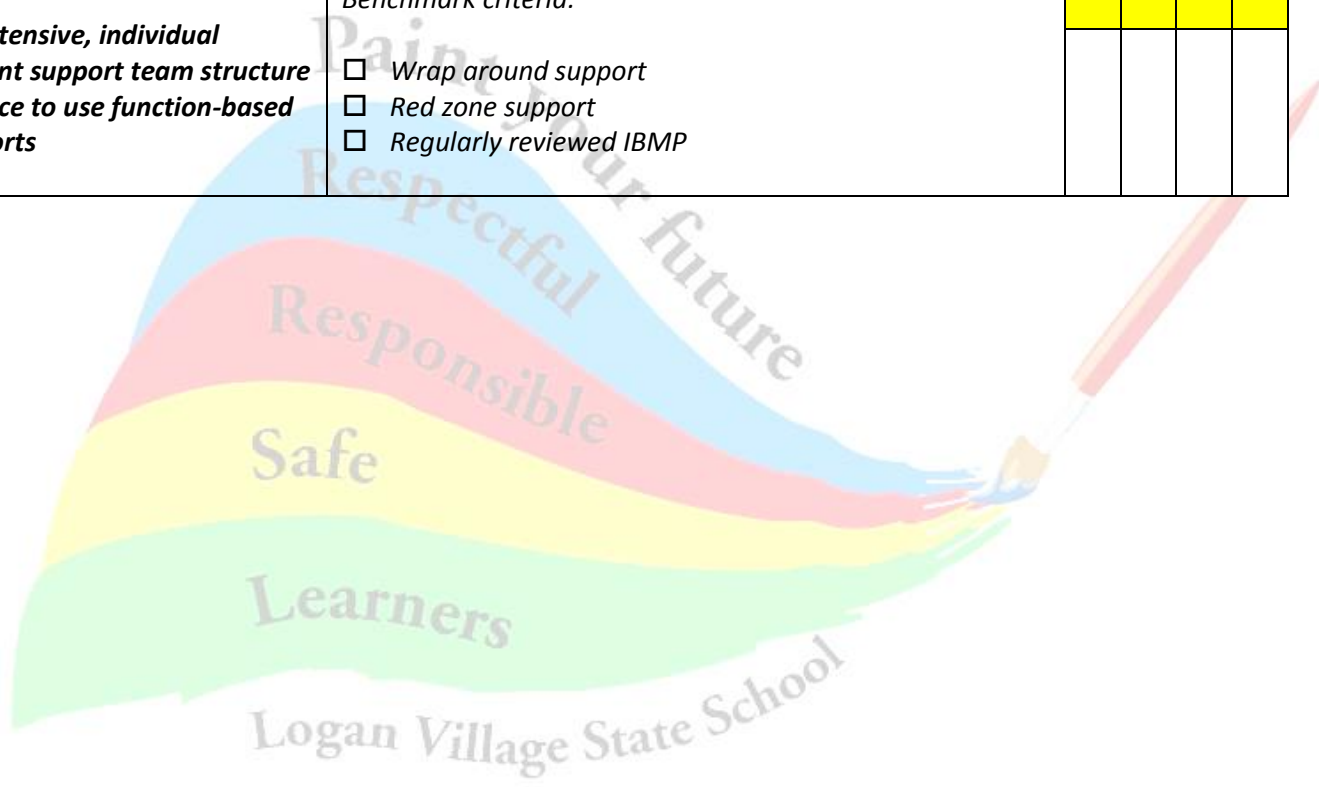 Benchmark criteria:
tensive, individual
nt support team structure
ce to use function-based
orts
☐ Wrap around support
☐ Red zone support
☐ Regularly reviewed IBMP
Paint your future
Respectful
Responsible
Safe
Learners
Logan Village State School